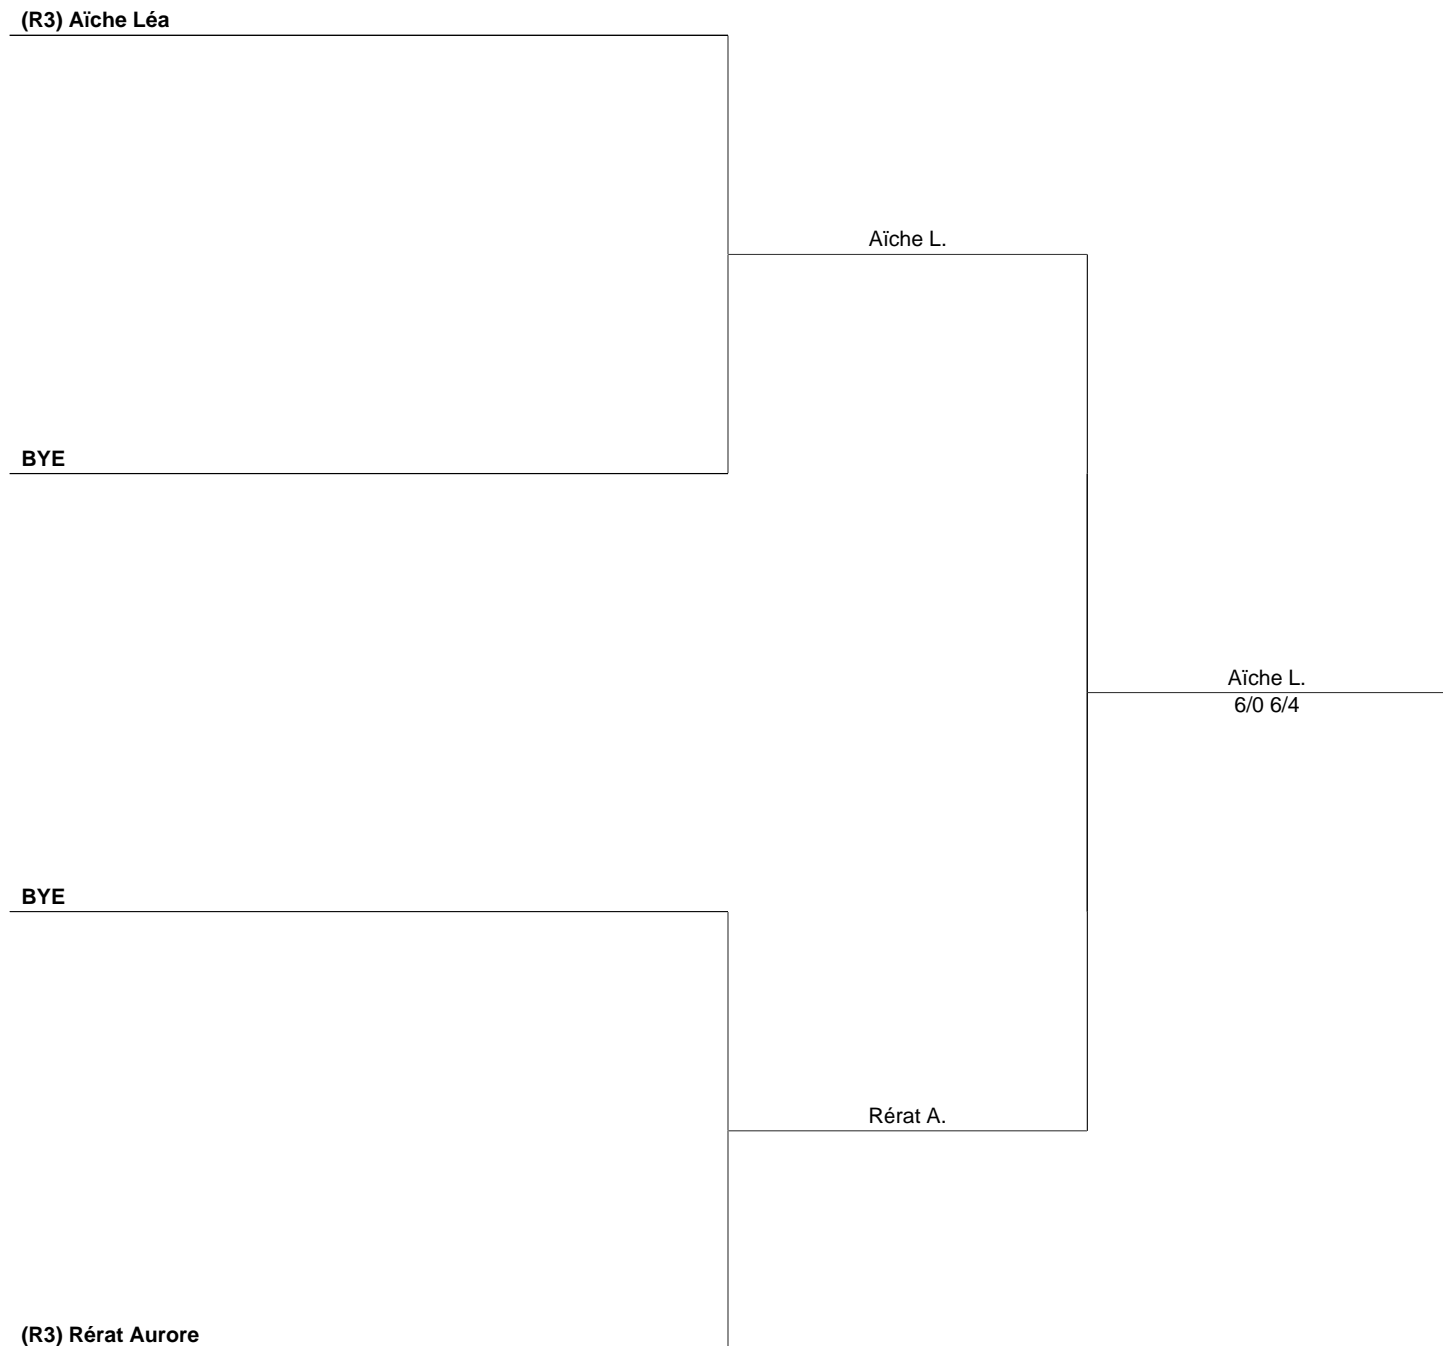 (R3) Aïche Léa
Aïche L.
BYE
Aïche L.
6/0 6/4
BYE
Rérat A.
(R3) Rérat Aurore